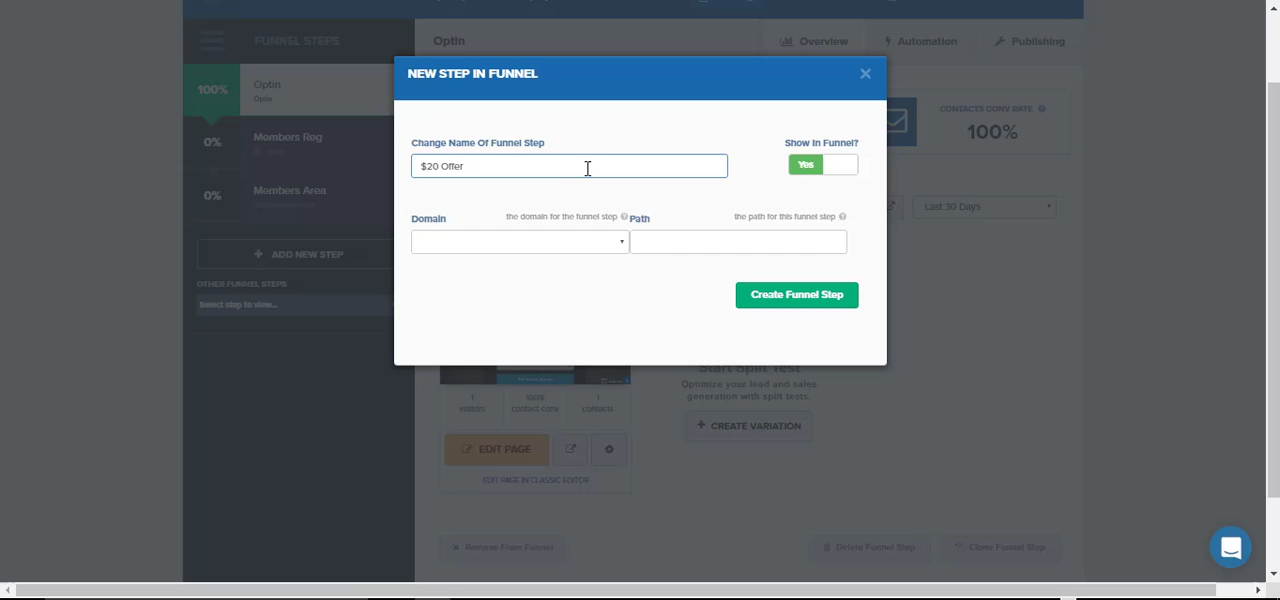 FUNNEL STEPS
Optin
Overview
Automation
Publishing
NEW STEP IN FUNNEL
100%
Optin
Optin
0%
Members Reg
0%
Members Area
CONTACTS CONV RATE
100%
Change Name Of Funnel Step
Show In Funnel?
$20 Offer
Yes
Last 30 Days
Domain
the domain for the funnel step
Path
the path for this funnel step
ADD NEW STEP
OTHER FUNNEL STEPS
Select step to view...
Create Funnel Step
Start Split Test
Optimize your lead and sales
generation with split tests.
1
visitors
100%
contact conv
1
contacts
CREATE VARIATION
EDIT PAGE
EDIT PAGE IN CLASSIC EDITOR
Remove From Funnel
Delete Funnel Step
Clone Funnel Step